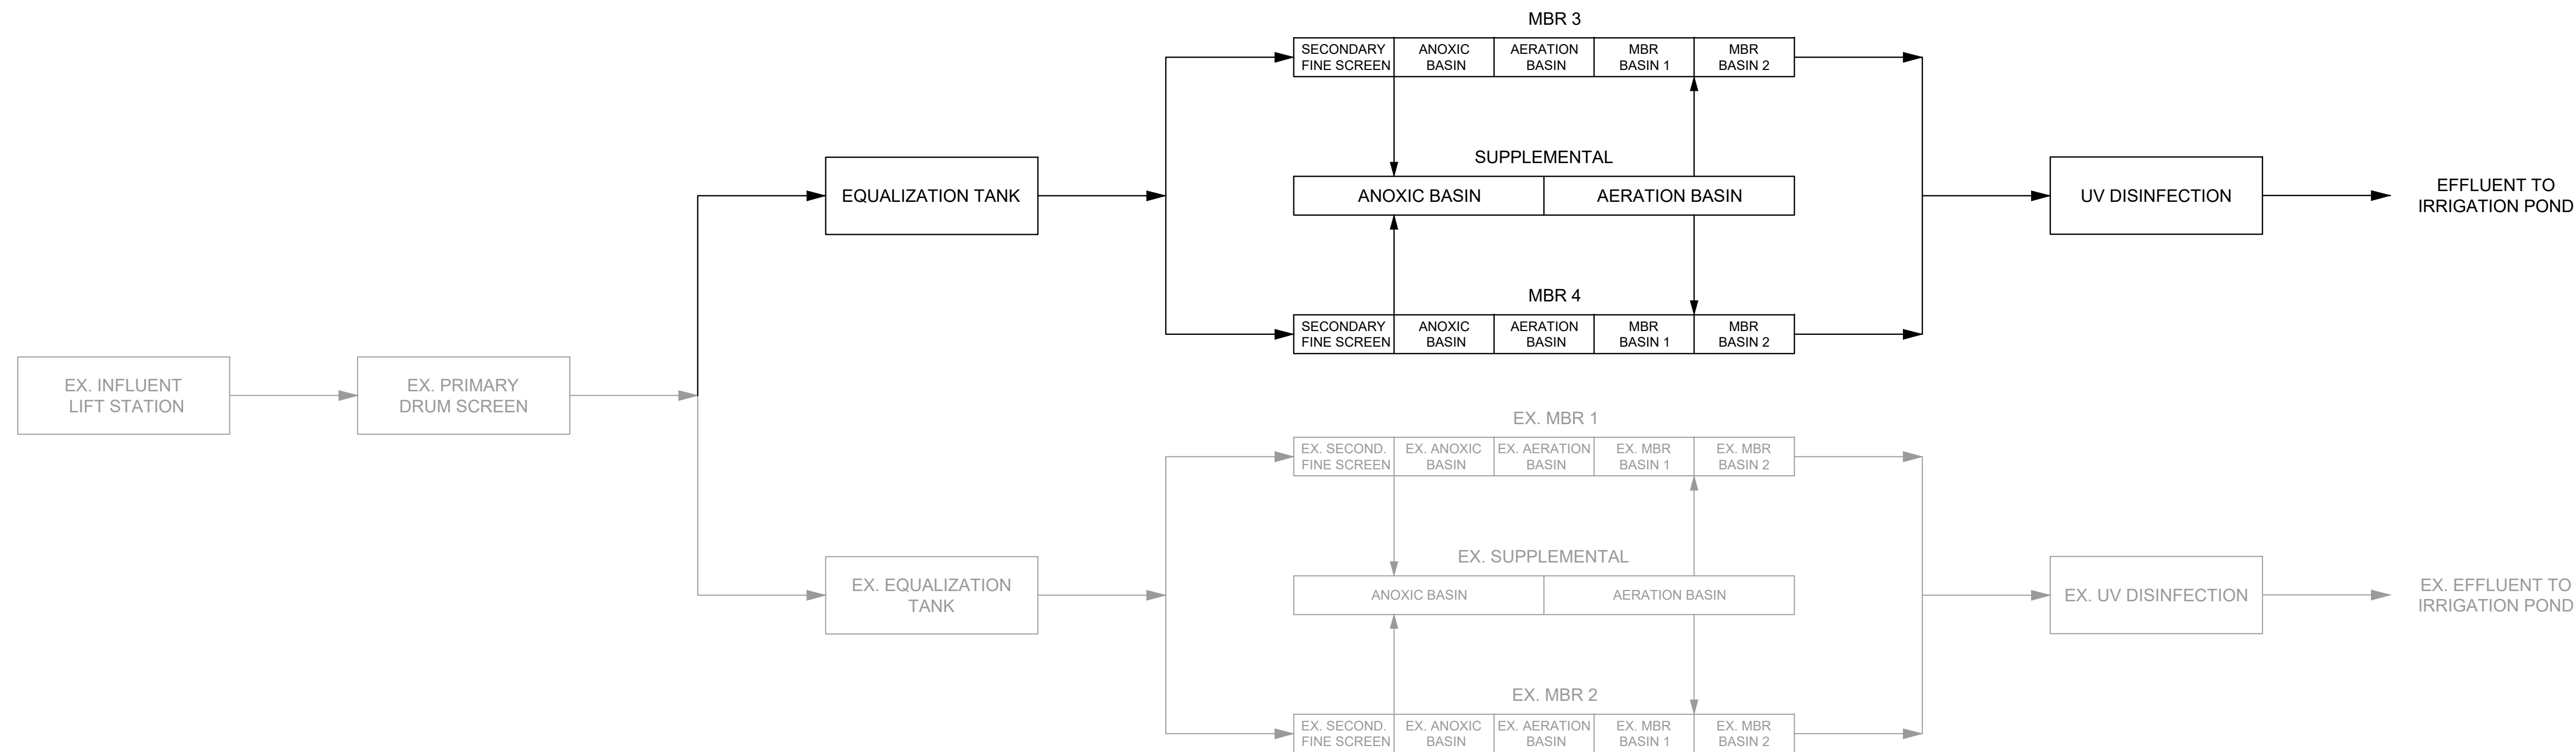 MBR 3
SECONDARY
FINE SCREEN
ANOXIC
BASIN
AERATION
BASIN
MBR
BASIN 1
MBR
BASIN 2
SUPPLEMENTAL
ANOXIC BASIN
AERATION BASIN
EQUALIZATION TANK
UV DISINFECTION
EFFLUENT TO
IRRIGATION POND
MBR 4
SECONDARY
FINE SCREEN
ANOXIC
BASIN
AERATION
BASIN
MBR
BASIN 1
MBR
BASIN 2
EX. INFLUENT
LIFT STATION
EX. PRIMARY
DRUM SCREEN
EX. MBR 1
EX. SECOND.
FINE SCREEN
EX. ANOXIC
BASIN
EX. AERATION
BASIN
EX. MBR
BASIN 1
EX. MBR
BASIN 2
EX. SUPPLEMENTAL
ANOXIC BASIN
AERATION BASIN
EX. EQUALIZATION
TANK
EX. UV DISINFECTION
EX. EFFLUENT TO
IRRIGATION POND
EX. MBR 2
EX. SECOND.
FINE SCREEN
EX. ANOXIC
BASIN
EX. AERATION
BASIN
EX. MBR
BASIN 1
EX. MBR
BASIN 2